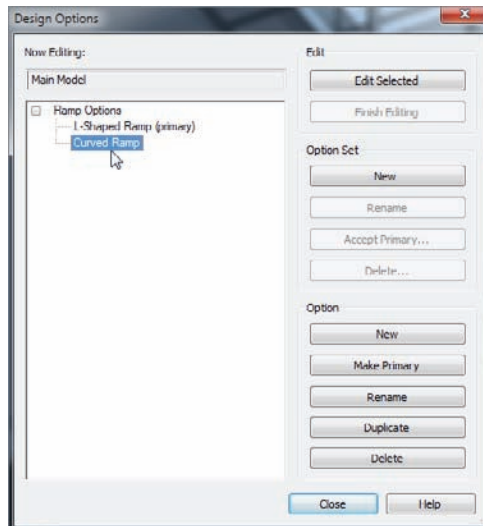 Design Options
Now Editing:
Main Model
Ramp Options
L-Shaped Ramp (primary)
Curved Ramp
Edit
Edit Selected
Finish Editing
Option Set
New
Rename
Accept Primary...
Delete...
Option
New
Make Primary
Rename
Duplicate
Delete
Close
Help